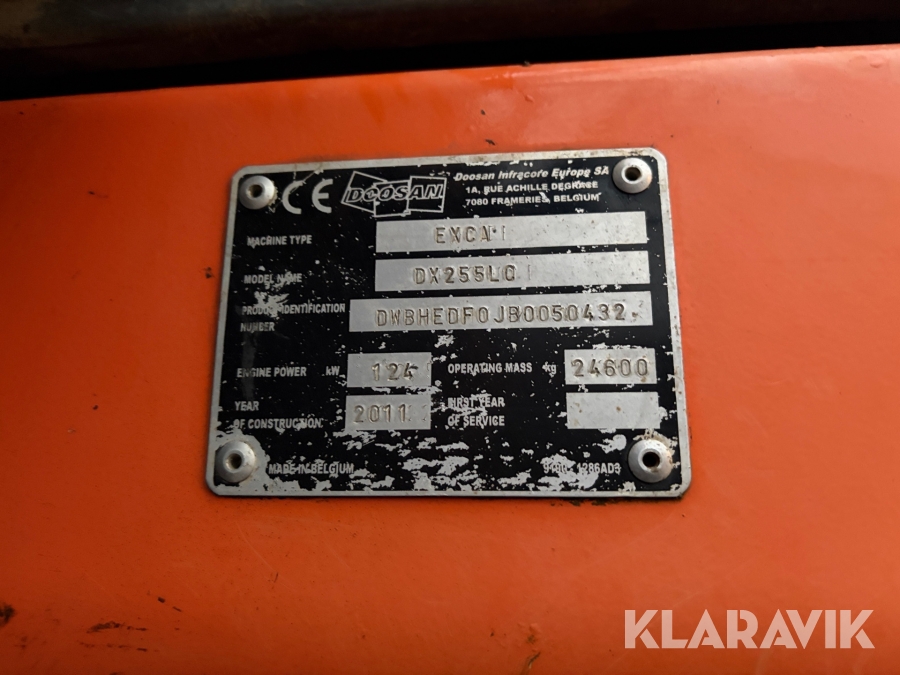 CE DOOSAN
Doosan Infracore Europe SA
1A, RUE ACHILLE DEGRACE
7080 FRAMERIES, BELGIUM
MACHINE TYPE EXCA
MODEL NAME DX255LC
PRODUCT IDENTIFICATION
NUMBER DWBHEDF0JB0050432
ENGINE POWER kW 124 OPERATING MASS kg 24600
YEAR
OF CONSTRUCTION 2011
FIRST YEAR
OF SERVICE
MADE IN BELGIUM
KLARAVIK